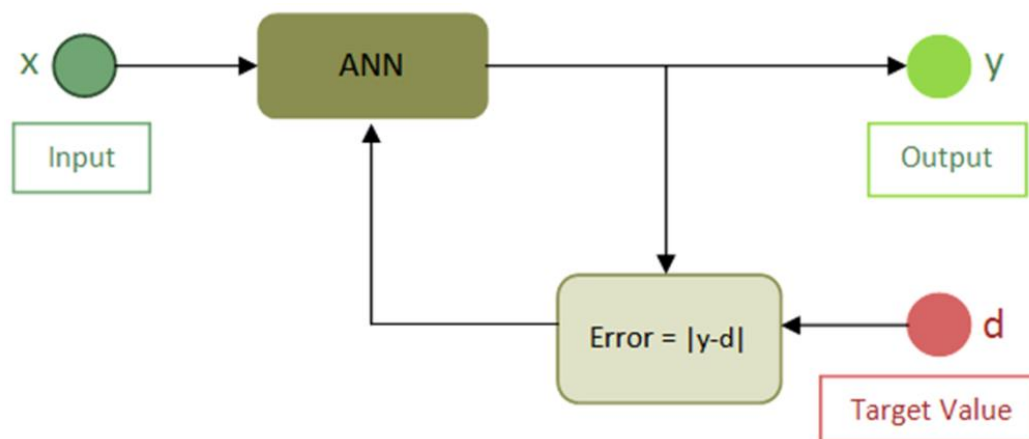 x
ANN
y
Input
Output
Error = |y-d|
d
Target Value